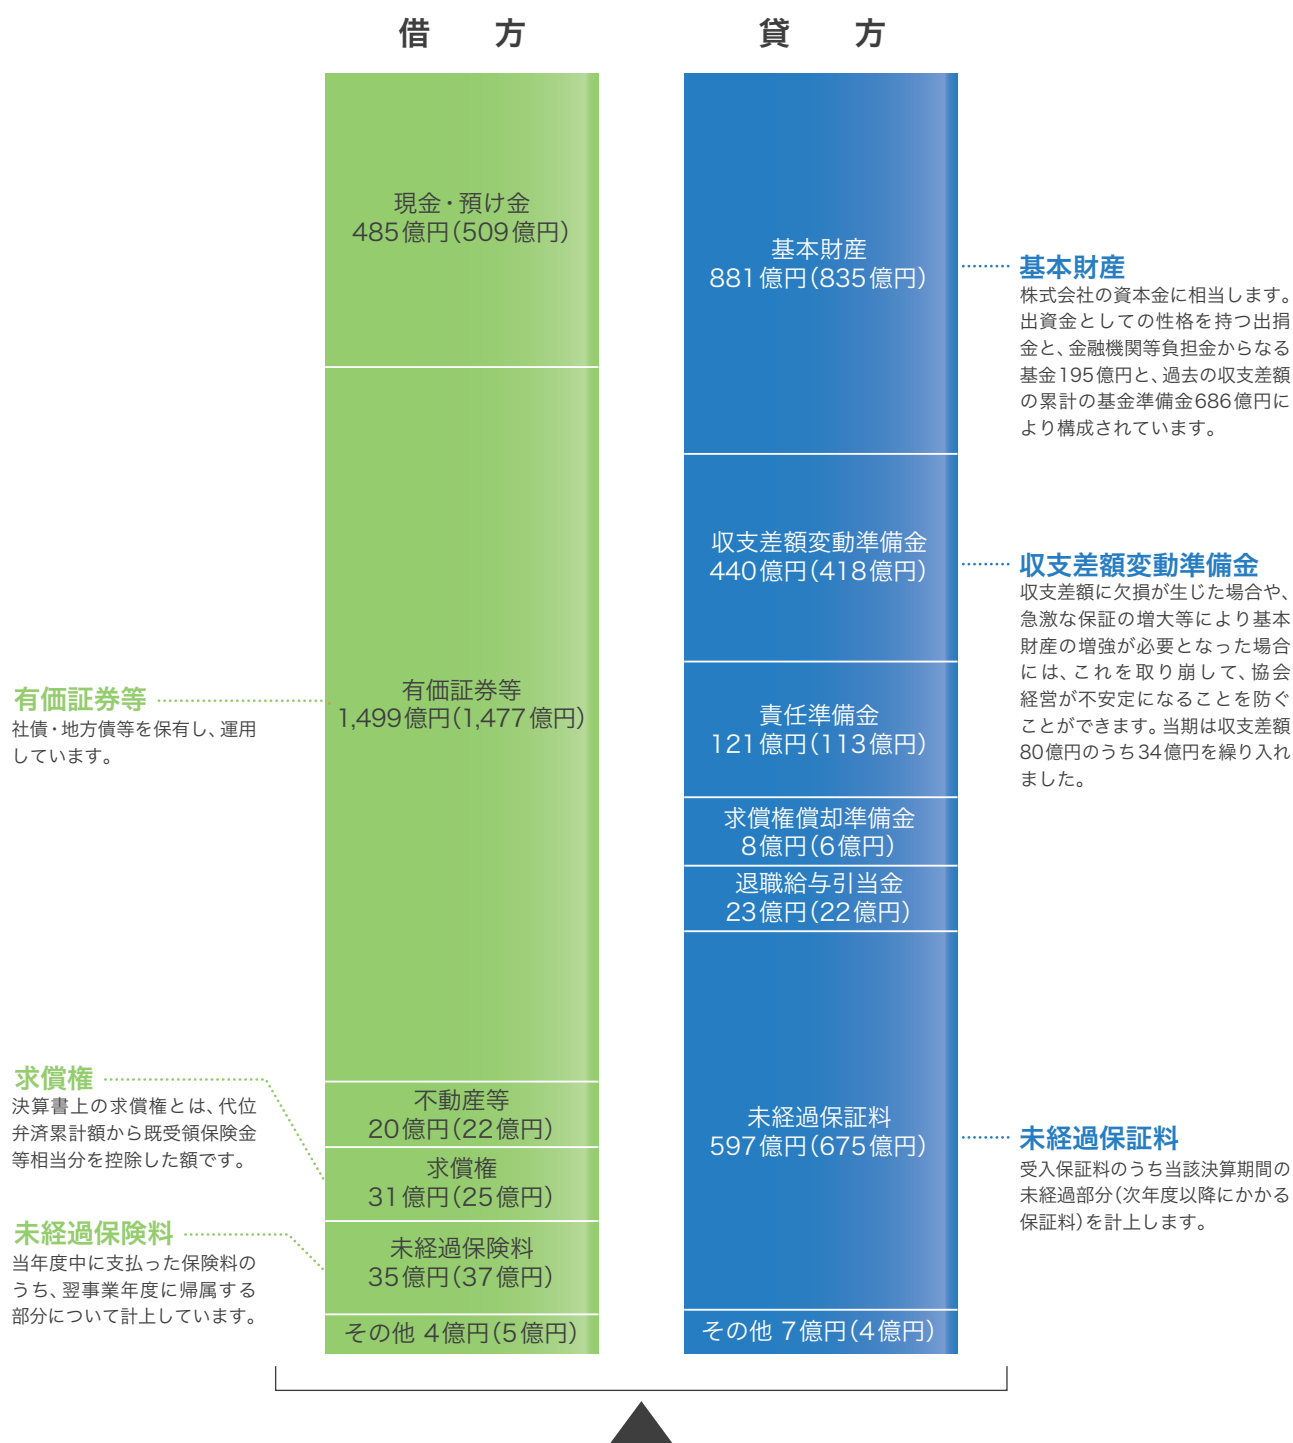 借　方
現金・預け金
485億円（509億円）
有価証券等
1,499億円（1,477億円）
不動産等
20億円（22億円）
求償権
31億円（25億円）
未経過保険料
35億円（37億円）
その他 4億円（5億円）
有価証券等
社債・地方債等を保有し、運用
しています。
求償権
決算書上の求償権とは、代位
弁済累計額から既受領保険金
等相当分を控除した額です。
未経過保険料
当年度中に支払った保険料の
うち、翌事業年度に帰属する
部分について計上しています。
貸　方
基本財産
881億円（835億円）
収支差額変動準備金
440億円（418億円）
責任準備金
121億円（113億円）
求償権償却準備金
8億円（6億円）
退職給与引当金
23億円（22億円）
未経過保証料
597億円（675億円）
その他 7億円（4億円）
基本財産
株式会社の資本金に相当します。
出資金としての性格を持つ出捐
金と、金融機関等負担金からなる
基金195億円と、過去の収支差額
の累計の基金準備金686億円に
より構成されています。
収支差額変動準備金
収支差額に欠損が生じた場合や、
急激な保証の増大等により基本
財産の増強が必要となった場合
には、これを取り崩して、協会
経営が不安定になることを防ぐ
ことができます。当期は収支差額
80億円のうち34億円を繰り入れ
ました。
未経過保証料
受入保証料のうち当該決算期間の
未経過部分（次年度以降にかかる
保証料）を計上します。